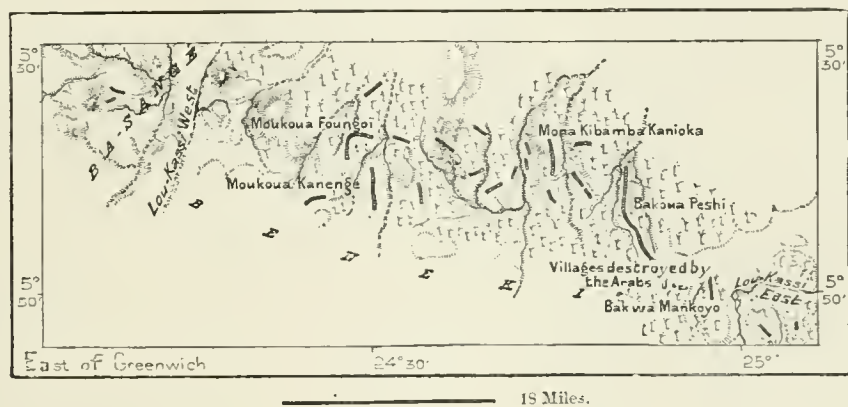 5°
30'
5°
30'
BA-SANGE
Lou-Kassi West
Moukoua Foungoï
Mona Kibamba Kanioka
Moukoua Kanenge
Bakoua Peshi
B E N E K I
Villages destroyed by
the Arabs
Lou-Kassi
East
5°
50'
5°
50'
Bakwa Mankoyo
East of Greenwich
24°30'
25°
18 Miles.